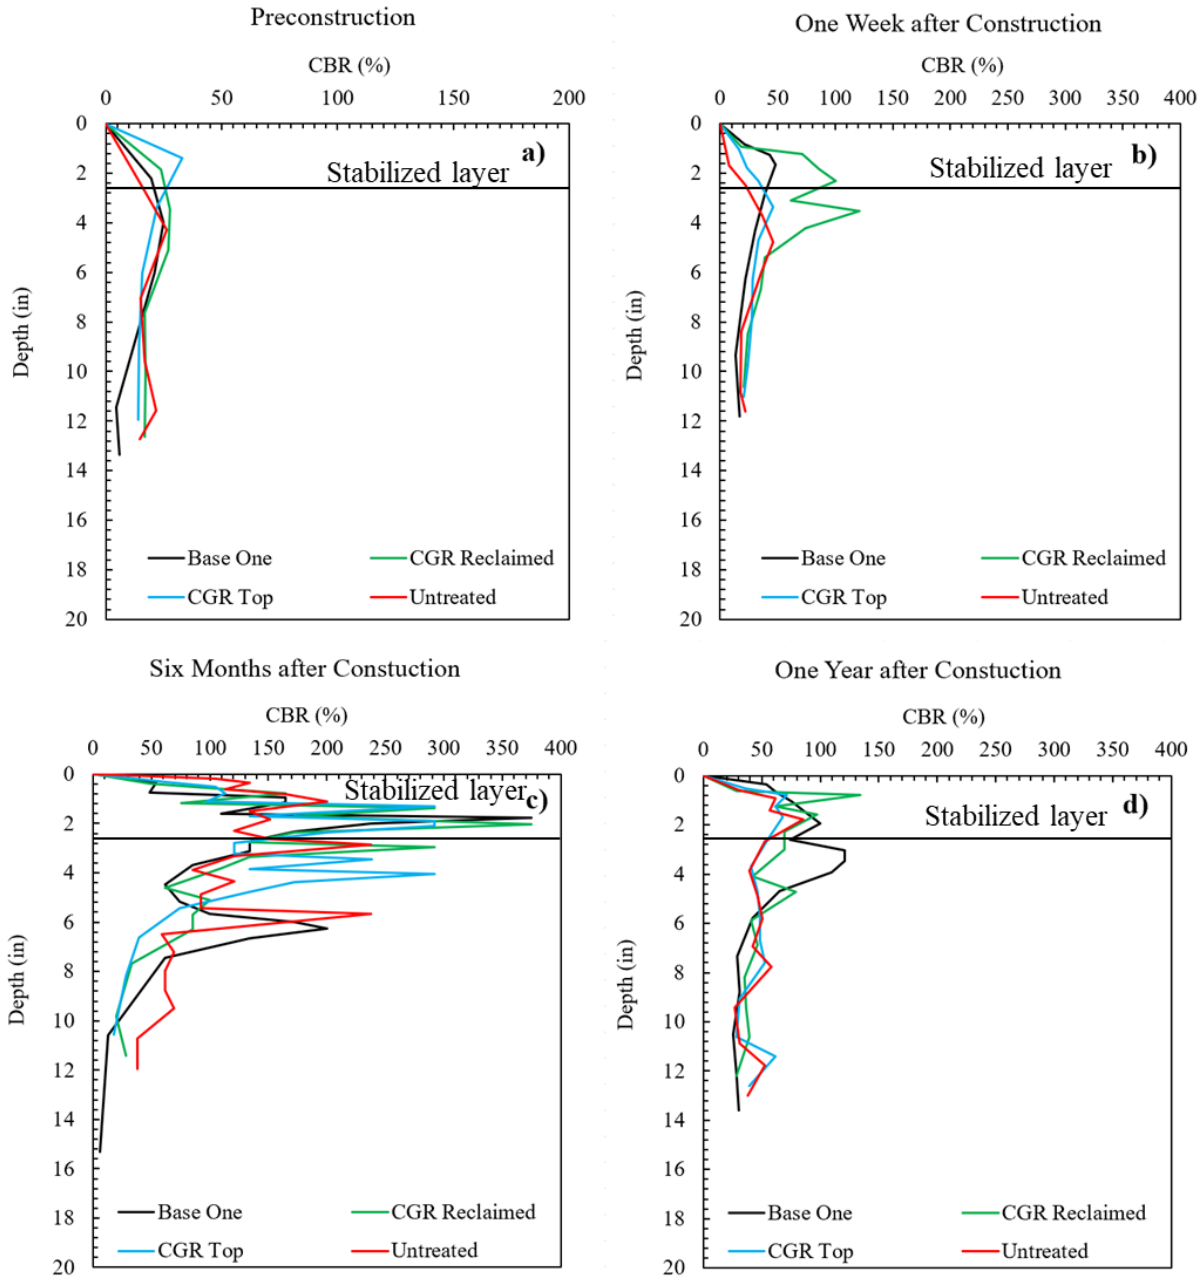 Preconstruction
CBR (%)
0 50 100 150 200
0
2
4
6
8
10
12
14
16
18
20
Depth (in)
a)
Stabilized layer
Base One
CGR Reclaimed
CGR Top
Untreated
One Week after Construction
CBR (%)
0 50 100 150 200 250 300 350 400
0
2
4
6
8
10
12
14
16
18
20
Depth (in)
b)
Stabilized layer
Base One
CGR Reclaimed
CGR Top
Untreated
Six Months after Constuction
CBR (%)
0 50 100 150 200 250 300 350 400
0
2
4
6
8
10
12
14
16
18
20
Depth (in)
Stabilized layer
c)
Base One
CGR Reclaimed
CGR Top
Untreated
One Year after Constuction
CBR (%)
0 50 100 150 200 250 300 350 400
0
2
4
6
8
10
12
14
16
18
20
Depth (in)
d)
Stabilized layer
Base One
CGR Reclaimed
CGR Top
Untreated